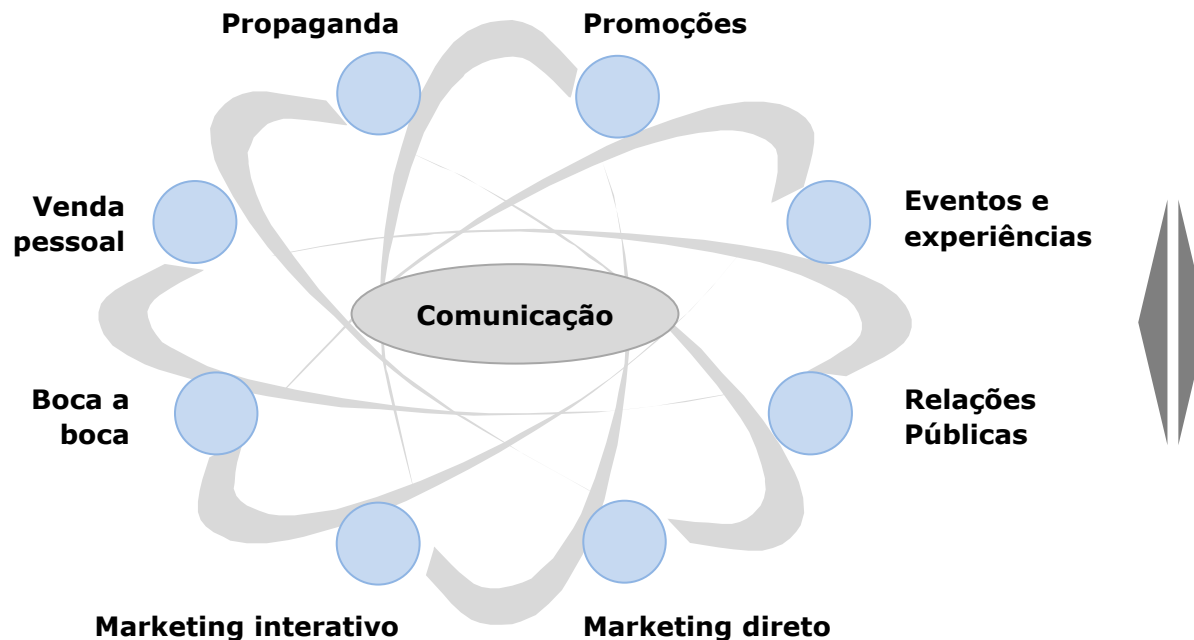 Propaganda
Promoções
Venda
pessoal
Eventos e
experiências
Comunicação
Boca a
boca
Relações
Públicas
Marketing interativo
Marketing direto